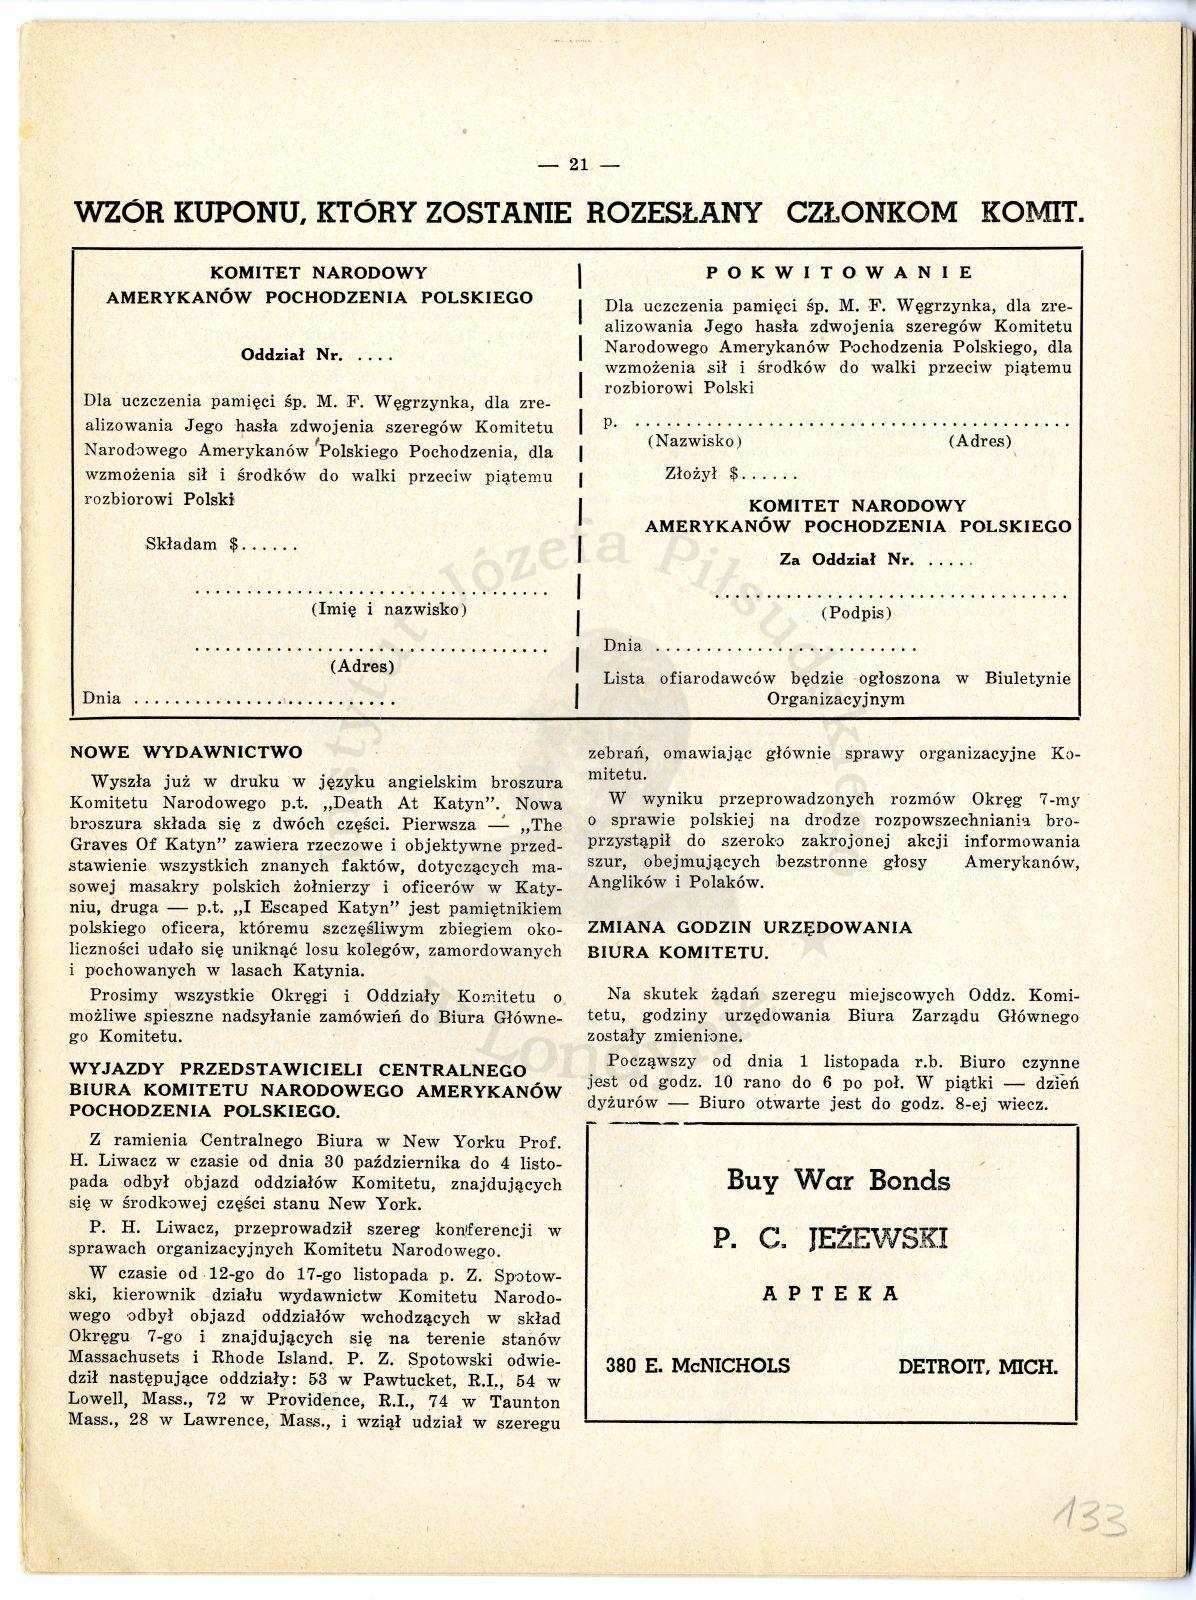 — 21 —
WZÓR KUPONU, KTÓRY ZOSTANIE ROZESŁANY CZŁONKOM KOMIT.
KOMITET NARODOWY
AMERYKANÓW POCHODZENIA POLSKIEGO
Oddział Nr. ....
Dla uczczenia pamięci śp. M. F. Węgrzynka, dla zre-
alizowania Jego hasła zdwojenia szeregów Komitetu
Narodowego Amerykanów Polskiego Pochodzenia, dla
wzmożenia sił i środków do walki przeciw piątemu
rozbiorowi Polski
Składam $......
...................................
(Imię i nazwisko)
...................................
(Adres)
Dnia ..........................
POKWITOWANIE
Dla uczczenia pamięci śp. M. F. Węgrzynka, dla zre-
alizowania Jego hasła zdwojenia szeregów Komitetu
Narodowego Amerykanów Pochodzenia Polskiego, dla
wzmożenia sił i środków do walki przeciw piątemu
rozbiorowi Polski
p. ...........................................
(Nazwisko) (Adres)
Złożył $......
KOMITET NARODOWY
AMERYKANÓW POCHODZENIA POLSKIEGO
Za Oddział Nr. .....
...................................
(Podpis)
Dnia ..........................
Lista ofiarodawców będzie ogłoszona w Biuletynie
Organizacyjnym
NOWE WYDAWNICTWO
Wyszła już w druku w języku angielskim broszura
Komitetu Narodowego p.t. „Death At Katyn”. Nowa
broszura składa się z dwóch części. Pierwsza — „The
Graves Of Katyn” zawiera rzeczowe i objektywne przed-
stawienie wszystkich znanych faktów, dotyczących ma-
sowej masakry polskich żołnierzy i oficerów w Katy-
niu, druga — p.t. „I Escaped Katyn” jest pamiętnikiem
polskiego oficera, któremu szczęśliwym zbiegiem oko-
liczności udało się uniknąć losu kolegów, zamordowanych
i pochowanych w lasach Katynia.
Prosimy wszystkie Okręgi i Oddziały Komitetu o
możliwe spieszne nadsyłanie zamówień do Biura Główne-
go Komitetu.
WYJAZDY PRZEDSTAWICIELI CENTRALNEGO
BIURA KOMITETU NARODOWEGO AMERYKANÓW
POCHODZENIA POLSKIEGO.
Z ramienia Centralnego Biura w New Yorku Prof.
H. Liwacz w czasie od dnia 30 października do 4 listo-
pada odbył objazd oddziałów Komitetu, znajdujących
się w środkowej części stanu New York.
P. H. Liwacz, przeprowadził szereg konferencji w
sprawach organizacyjnych Komitetu Narodowego.
W czasie od 12-go do 17-go listopada p. Z. Spotow-
ski, kierownik działu wydawnictw Komitetu Narodo-
wego odbył objazd oddziałów wchodzących w skład
Okręgu 7-go i znajdujących się na terenie stanów
Massachusets i Rhode Island. P. Z. Spotowski odwie-
dził następujące oddziały: 53 w Pawtucket, R.I., 54 w
Lowell, Mass., 72 w Providence, R.I., 74 w Taunton
Mass., 28 w Lawrence, Mass., i wziął udział w szeregu
zebrań, omawiając głównie sprawy organizacyjne Ko-
mitetu.
W wyniku przeprowadzonych rozmów Okręg 7-my
o sprawie polskiej na drodze rozpowszechniania bro-
przystąpił do szeroko zakrojonej akcji informowania
szur, obejmujących bezstronne głosy Amerykanów,
Anglików i Polaków.
ZMIANA GODZIN URZĘDOWANIA
BIURA KOMITETU.
Na skutek żądań szeregu miejscowych Oddz. Komi-
tetu, godziny urzędowania Biura Zarządu Głównego
zostały zmienione.
Począwszy od dnia 1 listopada r.b. Biuro czynne
jest od godz. 10 rano do 6 po poł. W piątki — dzień
dyżurów — Biuro otwarte jest do godz. 8-ej wiecz.
Buy War Bonds
P. C. JEŻEWSKI
APTEKA
380 E. McNICHOLS DETROIT, MICH.
133
Instytut Józefa Piłsudskiego
w Londynie